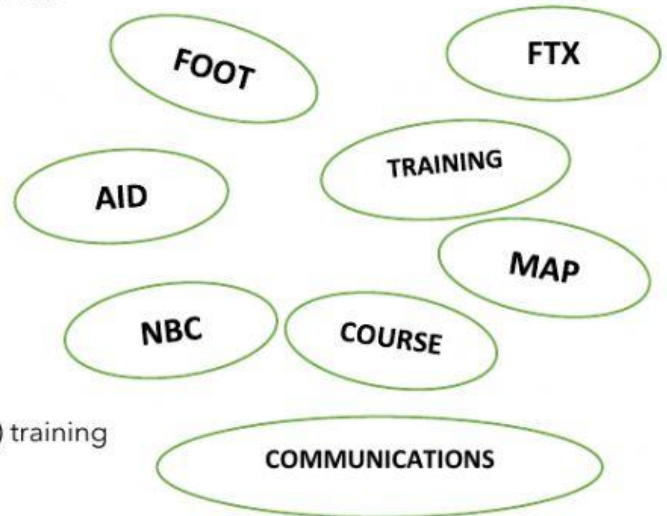 FOOT
FTX
TRAINING
AID
MAP
NBC
COURSE
) training
COMMUNICATIONS